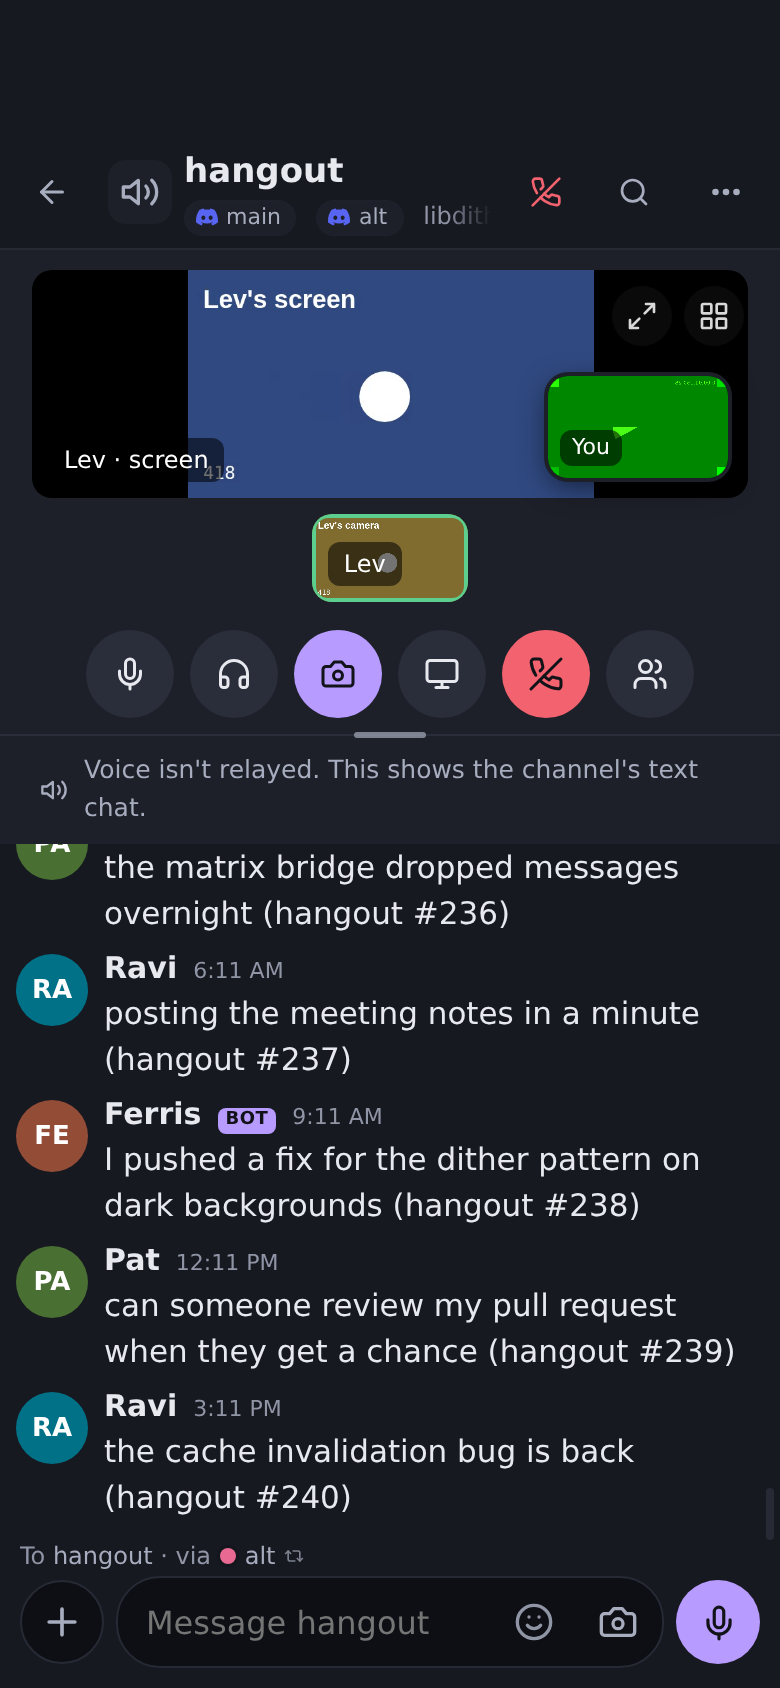 hangout
main alt libdith
Lev's screen
You
Lev · screen
418
Lev's camera
Lev
418
Voice isn't relayed. This shows the channel's text
chat.
PA
the matrix bridge dropped messages
overnight (hangout #236)
RA
Ravi 6:11 AM
posting the meeting notes in a minute
(hangout #237)
FE
Ferris BOT 9:11 AM
I pushed a fix for the dither pattern on
dark backgrounds (hangout #238)
PA
Pat 12:11 PM
can someone review my pull request
when they get a chance (hangout #239)
RA
Ravi 3:11 PM
the cache invalidation bug is back
(hangout #240)
To hangout · via alt
Message hangout